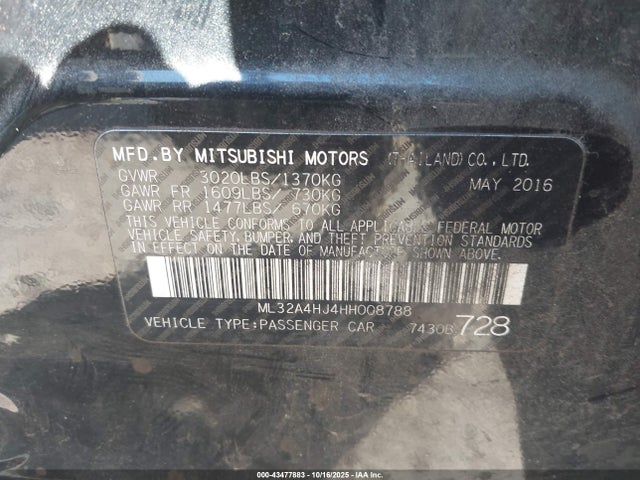 MFD.BY MITSUBISHI MOTORS (THAILAND)CO.,LTD.
GVWR 3020LBS/1370KG MAY 2016
GAWR FR 1609LBS/ 730KG
GAWR RR 1477LBS/ 670KG
THIS VEHICLE CONFORMS TO ALL APPLICABLE FEDERAL MOTOR
VEHICLE SAFETY, BUMPER, AND THEFT PREVENTION STANDARDS
IN EFFECT ON THE DATE OF MANUFACTURE SHOWN ABOVE.
ML32A4HJ4HH008788
VEHICLE TYPE:PASSENGER CAR 7430B 728
000-43477883 - 10/16/2025 - IAAI.com